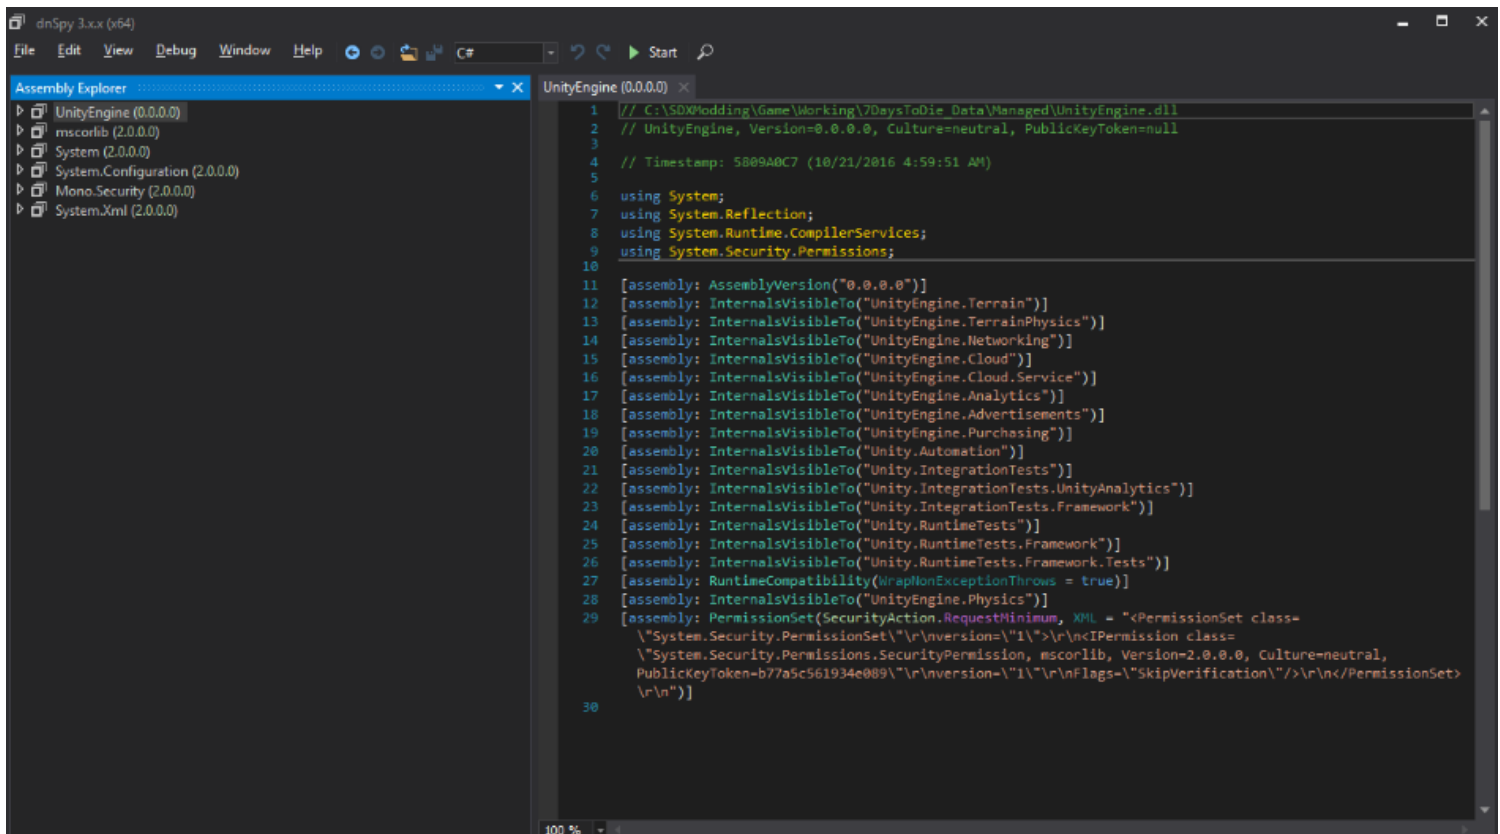 dnSpy 3.x.x (x64)
File Edit View Debug Window Help C# Start
Assembly Explorer
UnityEngine (0.0.0.0)
mscorlib (2.0.0.0)
System (2.0.0.0)
System.Configuration (2.0.0.0)
Mono.Security (2.0.0.0)
System.Xml (2.0.0.0)
UnityEngine (0.0.0.0)
1 // C:\SDXModding\Game\Working\7DaysToDie_Data\Managed\UnityEngine.dll
2 // UnityEngine, Version=0.0.0.0, Culture=neutral, PublicKeyToken=null
3
4 // Timestamp: 5809A0C7 (10/21/2016 4:59:51 AM)
5
6 using System;
7 using System.Reflection;
8 using System.Runtime.CompilerServices;
9 using System.Security.Permissions;
10
11 [assembly: AssemblyVersion("0.0.0.0")]
12 [assembly: InternalsVisibleTo("UnityEngine.Terrain")]
13 [assembly: InternalsVisibleTo("UnityEngine.TerrainPhysics")]
14 [assembly: InternalsVisibleTo("UnityEngine.Networking")]
15 [assembly: InternalsVisibleTo("UnityEngine.Cloud")]
16 [assembly: InternalsVisibleTo("UnityEngine.Cloud.Service")]
17 [assembly: InternalsVisibleTo("UnityEngine.Analytics")]
18 [assembly: InternalsVisibleTo("UnityEngine.Advertisements")]
19 [assembly: InternalsVisibleTo("UnityEngine.Purchasing")]
20 [assembly: InternalsVisibleTo("Unity.Automation")]
21 [assembly: InternalsVisibleTo("Unity.IntegrationTests")]
22 [assembly: InternalsVisibleTo("Unity.IntegrationTests.UnityAnalytics")]
23 [assembly: InternalsVisibleTo("Unity.IntegrationTests.Framework")]
24 [assembly: InternalsVisibleTo("Unity.RuntimeTests")]
25 [assembly: InternalsVisibleTo("Unity.RuntimeTests.Framework")]
26 [assembly: InternalsVisibleTo("Unity.RuntimeTests.Framework.Tests")]
27 [assembly: RuntimeCompatibility(WrapNonExceptionThrows = true)]
28 [assembly: InternalsVisibleTo("UnityEngine.Physics")]
29 [assembly: PermissionSet(SecurityAction.RequestMinimum, XML = "<PermissionSet class=
\"System.Security.PermissionSet\"\r\nversion=\"1\">\r\n<IPermission class=
\"System.Security.Permissions.SecurityPermission, mscorlib, Version=2.0.0.0, Culture=neutral,
PublicKeyToken=b77a5c561934e089\"\r\nversion=\"1\"\r\nFlags=\"SkipVerification\"/>\r\n</PermissionSet>
\r\n")]
30
100 %